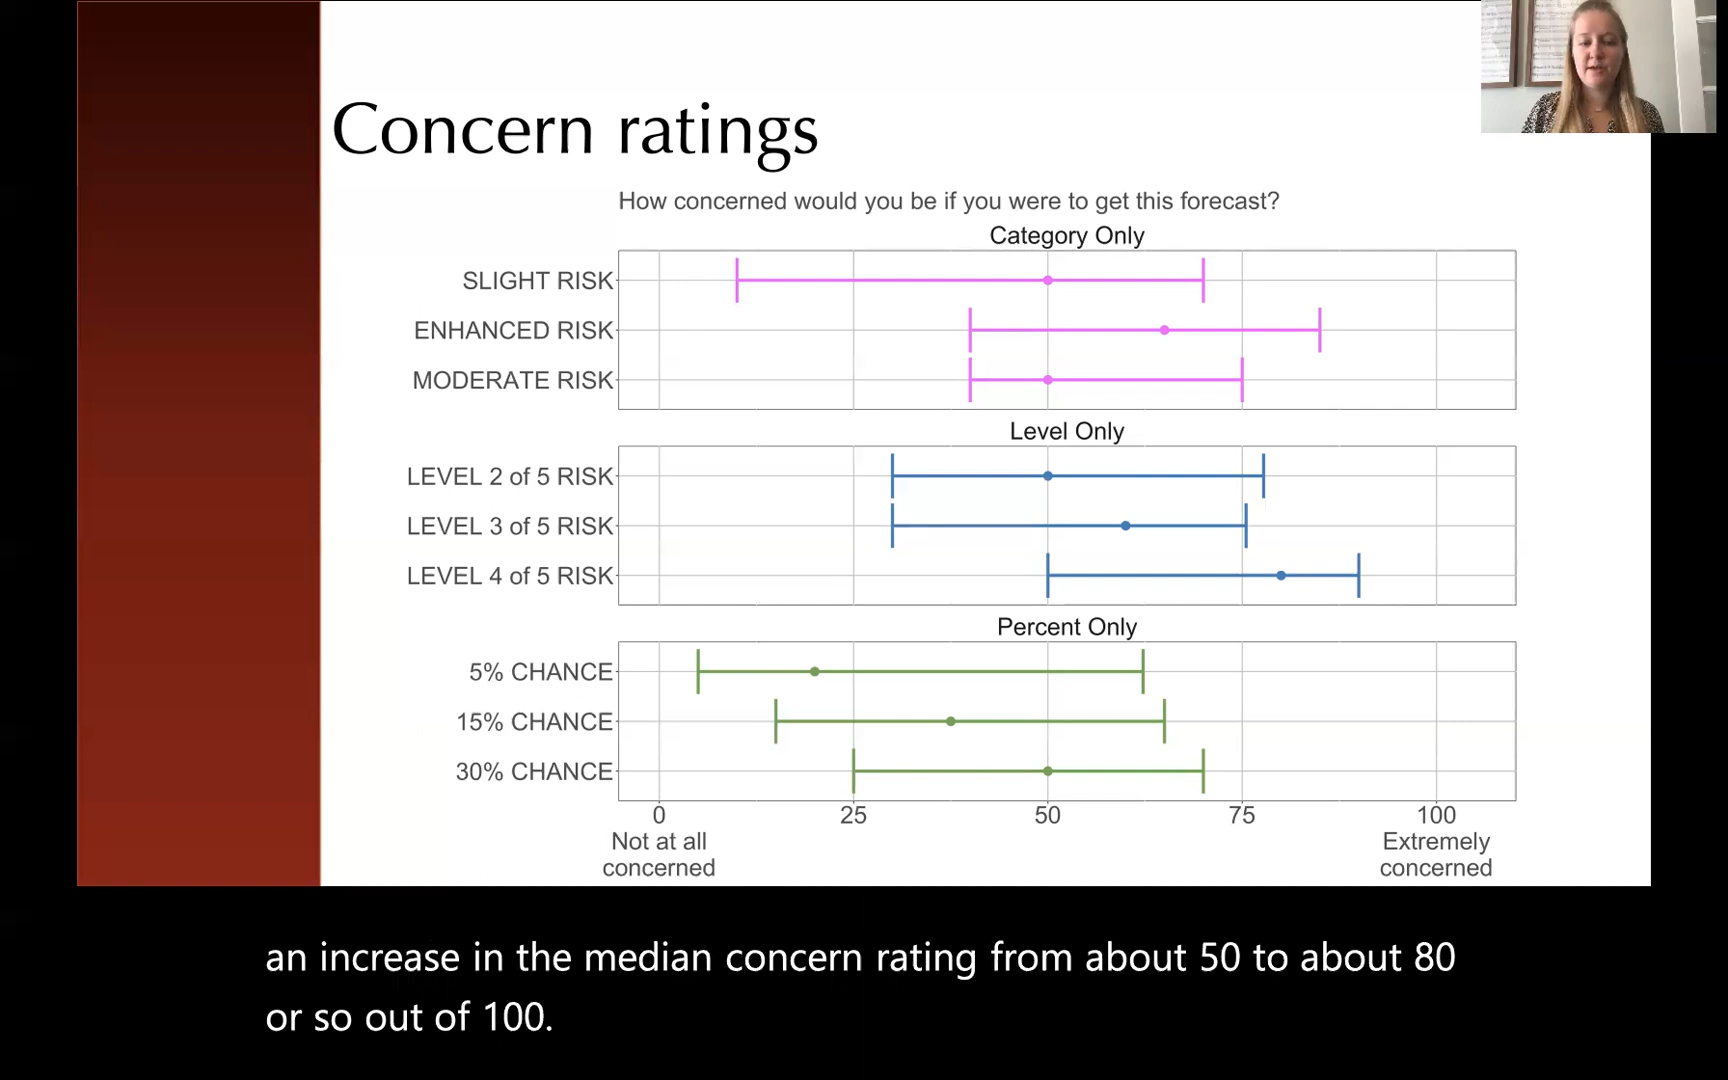 Concern ratings
How concerned would you be if you were to get this forecast?
Category Only
SLIGHT RISK
ENHANCED RISK
MODERATE RISK
Level Only
LEVEL 2 of 5 RISK
LEVEL 3 of 5 RISK
LEVEL 4 of 5 RISK
Percent Only
5% CHANCE
15% CHANCE
30% CHANCE
0 25 50 75 100
Not at all Extremely
concerned concerned
an increase in the median concern rating from about 50 to about 80
or so out of 100.